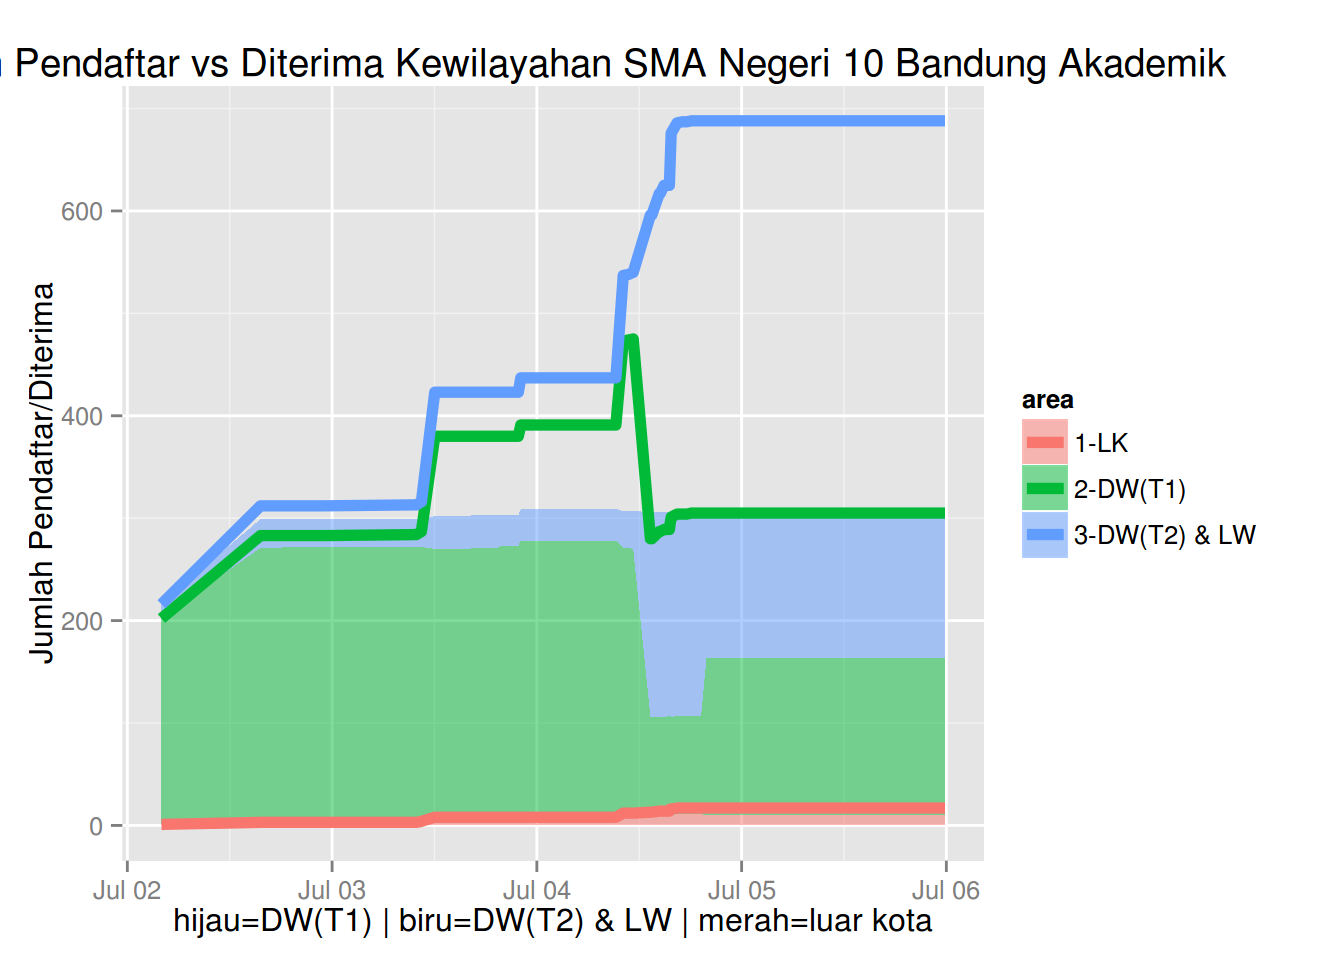 Pendaftar vs Diterima Kewilayahan SMA Negeri 10 Bandung Akademik
Jumlah Pendaftar/Diterima
600
400
200
0
Jul 02
Jul 03
Jul 04
Jul 05
Jul 06
hijau=DW(T1) | biru=DW(T2) & LW | merah=luar kota
area
1-LK
2-DW(T1)
3-DW(T2) & LW